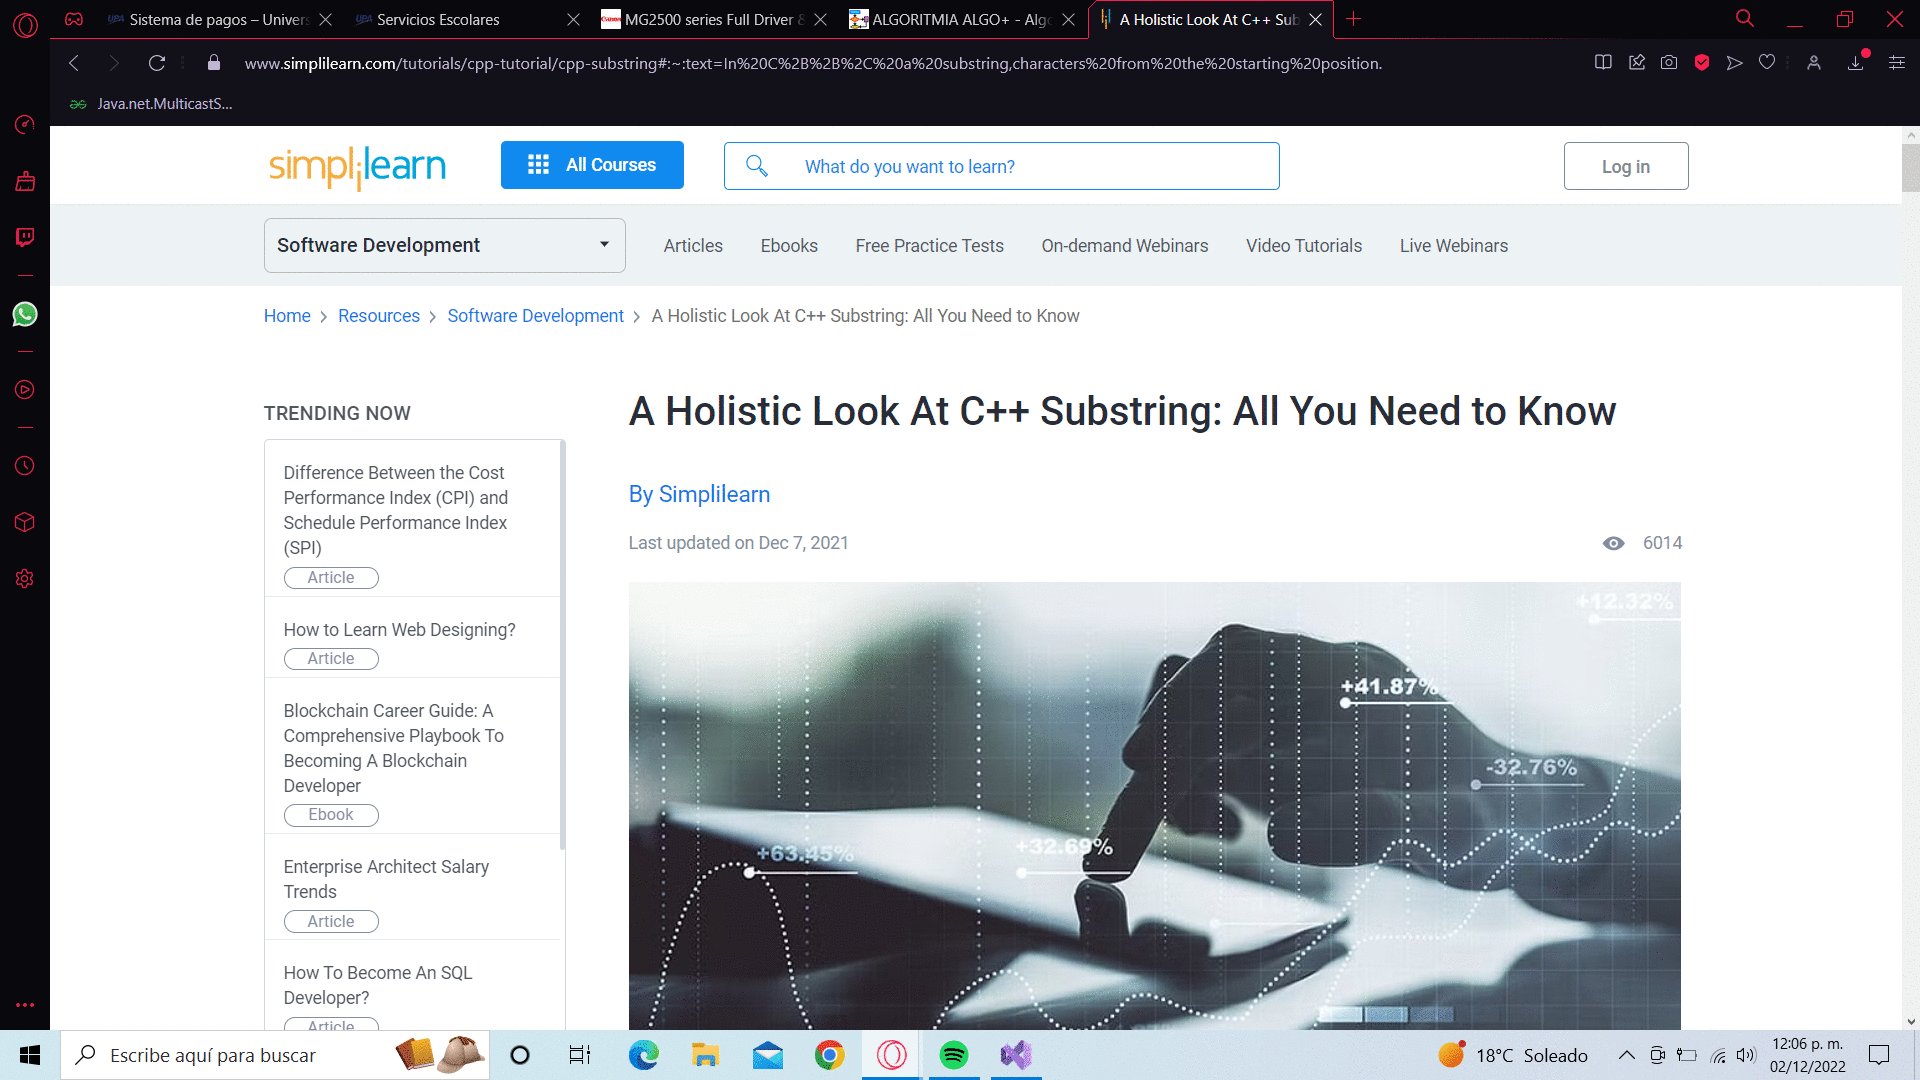 Sistema de pagos – Univers
Servicios Escolares
MG2500 series Full Driver &
ALGORITMIA ALGO+ - Algo
A Holistic Look At C++ Sub
www.simplilearn.com/tutorials/cpp-tutorial/cpp-substring#:~:text=In%20C%2B%2B%2C%20a%20substring,characters%20from%20the%20starting%20position.
Java.net.MulticastS...
simplilearn
All Courses
What do you want to learn?
Log in
Software Development
Articles
Ebooks
Free Practice Tests
On-demand Webinars
Video Tutorials
Live Webinars
Home > Resources > Software Development > A Holistic Look At C++ Substring: All You Need to Know
TRENDING NOW
Difference Between the Cost
Performance Index (CPI) and
Schedule Performance Index
(SPI)
Article
How to Learn Web Designing?
Article
Blockchain Career Guide: A
Comprehensive Playbook To
Becoming A Blockchain
Developer
Ebook
Enterprise Architect Salary
Trends
Article
How To Become An SQL
Developer?
Article
A Holistic Look At C++ Substring: All You Need to Know
By Simplilearn
Last updated on Dec 7, 2021
6014
+12.32%
+41.87%
-32.76%
+63.45%
+32.69%
Escribe aquí para buscar
18°C Soleado
12:06 p. m.
02/12/2022